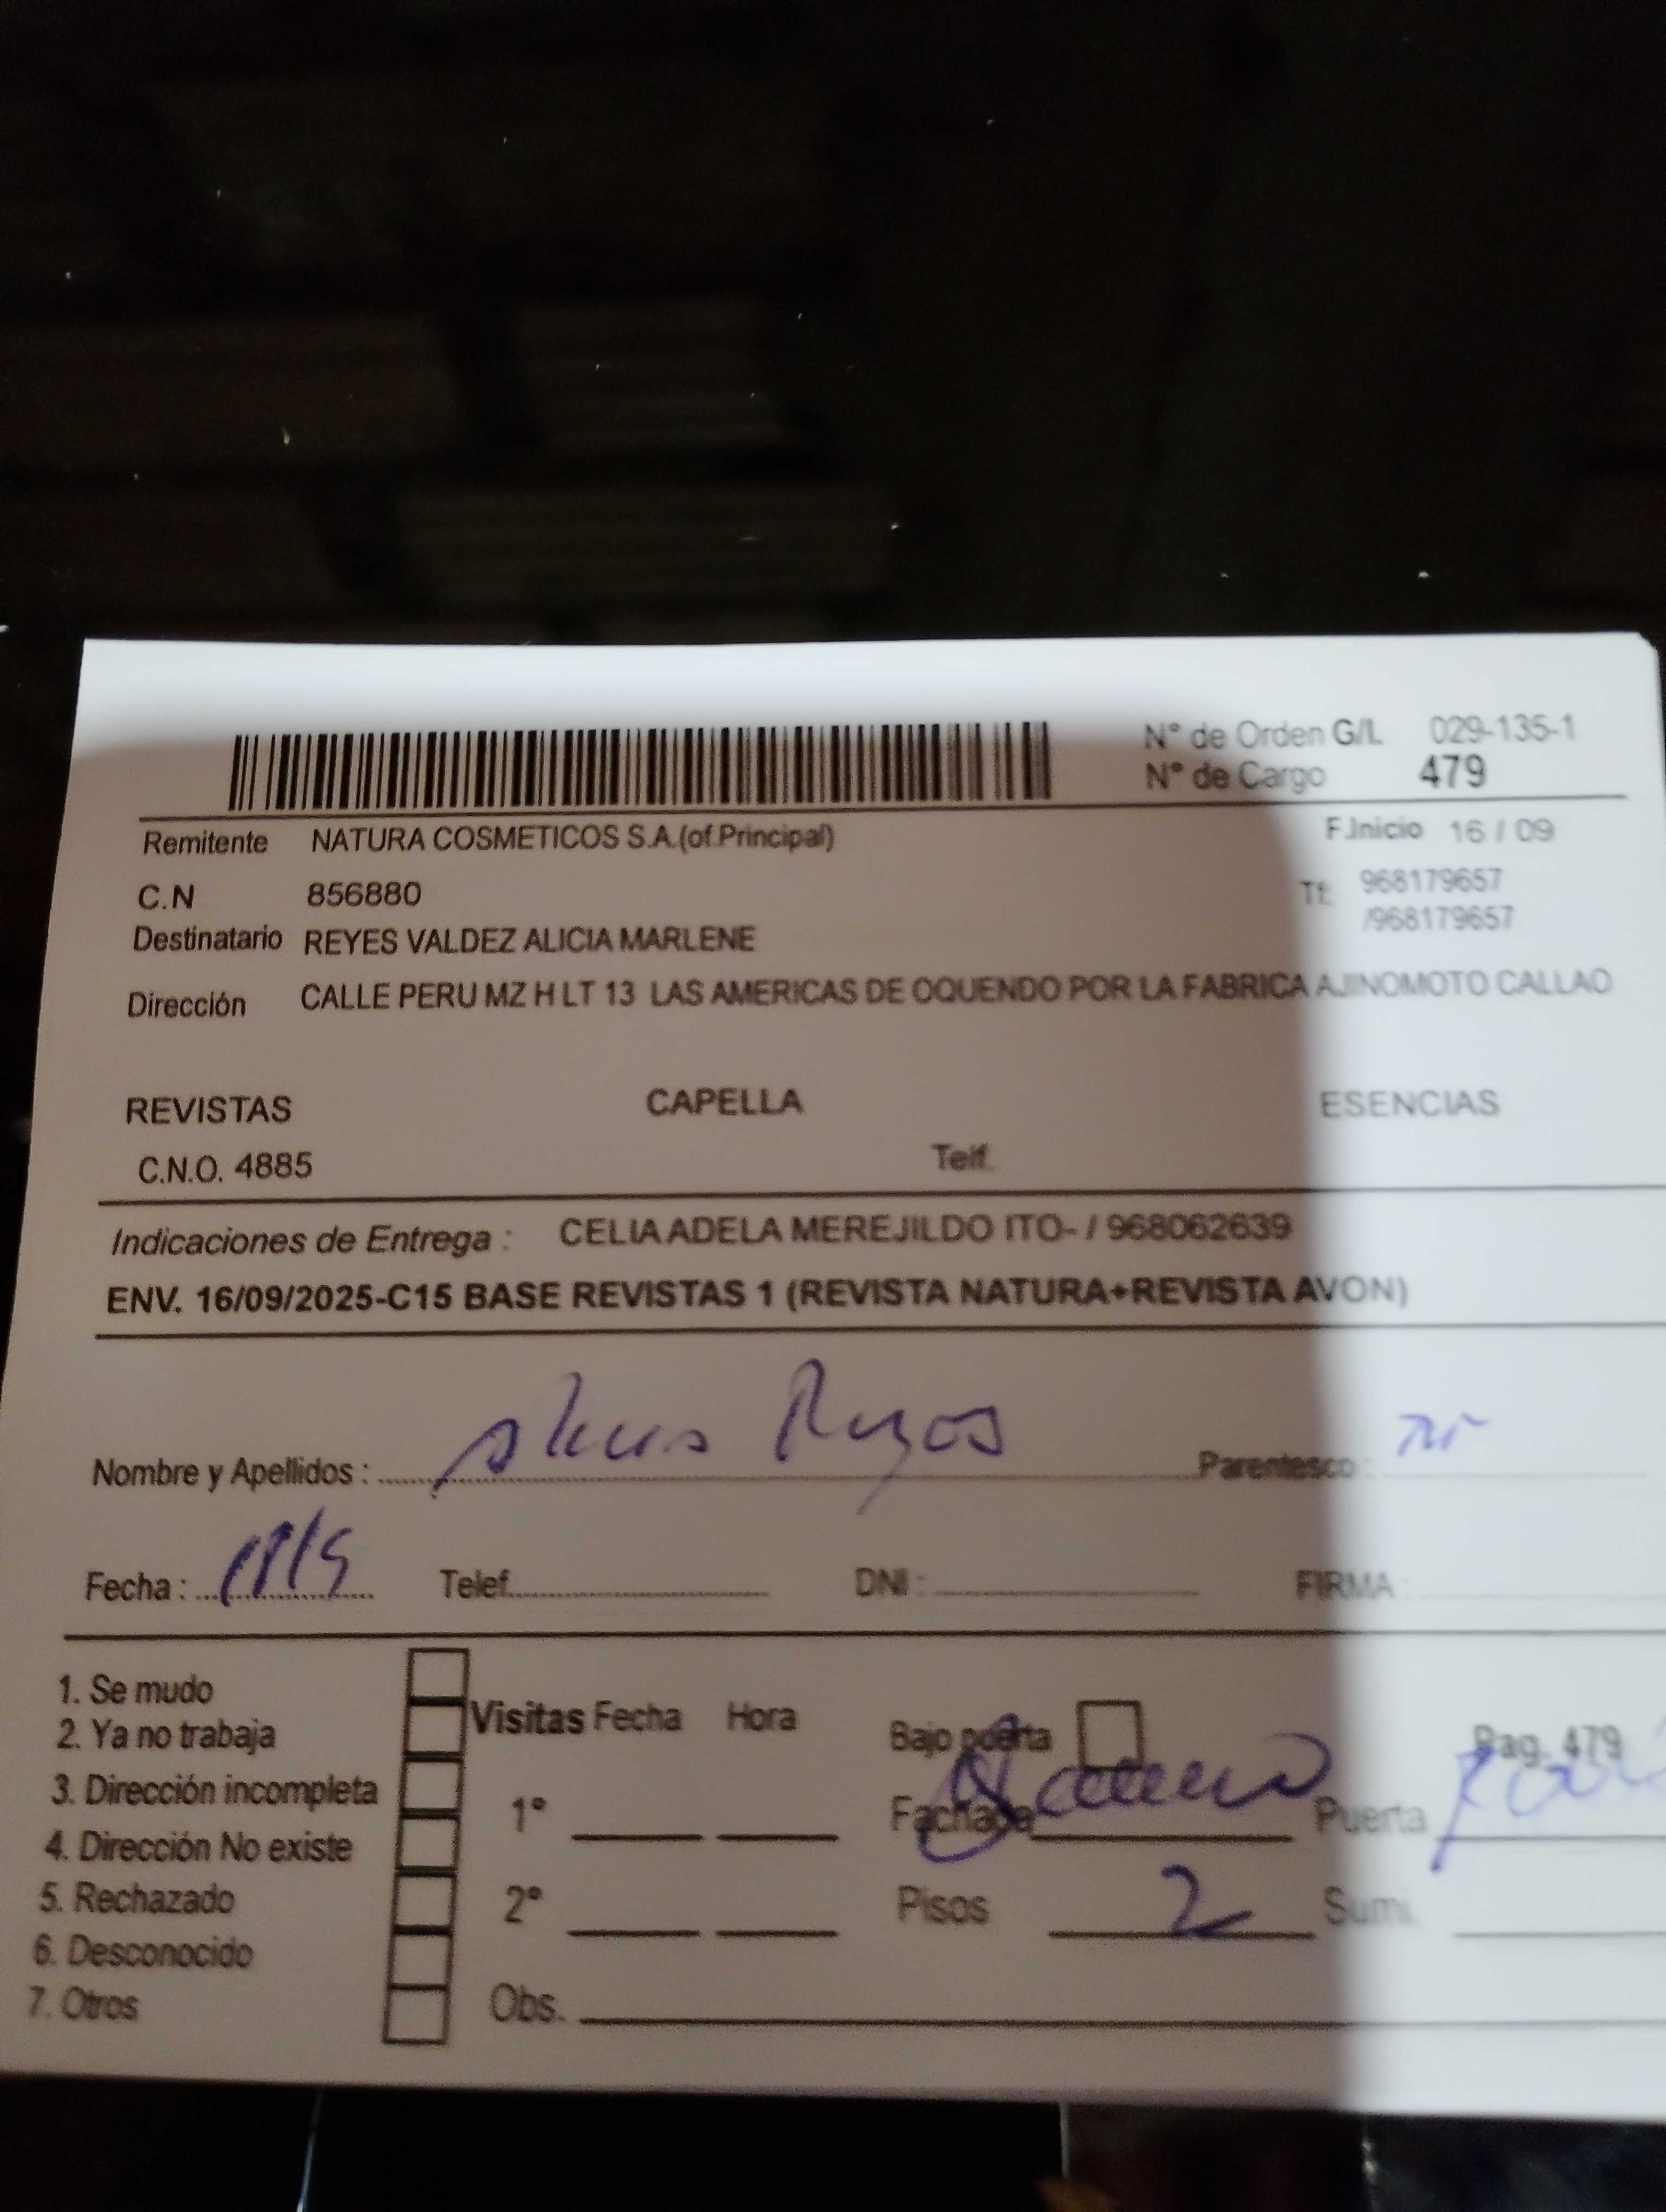 N° de Orden G/L 029-135-1
N° de Cargo 479
Remitente NATURA COSMETICOS S.A.(of.Principal) F.Inicio 16 / 09
C.N 856880 Tf: 968179657
/968179657
Destinatario REYES VALDEZ ALICIA MARLENE
Dirección CALLE PERU MZ H LT 13 LAS AMERICAS DE OQUENDO POR LA FABRICA AJINOMOTO CALLAO
REVISTAS CAPELLA ESENCIAS
C.N.O. 4885 Telf.
Indicaciones de Entrega : CELIA ADELA MEREJILDO ITO- / 968062639
ENV. 16/09/2025-C15 BASE REVISTAS 1 (REVISTA NATURA+REVISTA AVON)
Nombre y Apellidos : Reyes Parentesco :
Fecha : Telef. DNI : FIRMA :
1. Se mudo
2. Ya no trabaja
3. Dirección incompleta
4. Dirección No existe
5. Rechazado
6. Desconocido
7. Otros
Visitas Fecha Hora
1°
2°
Obs.
Bajo puerta Pag. 479
Fachada Puerta
Pisos 2 Sumi.